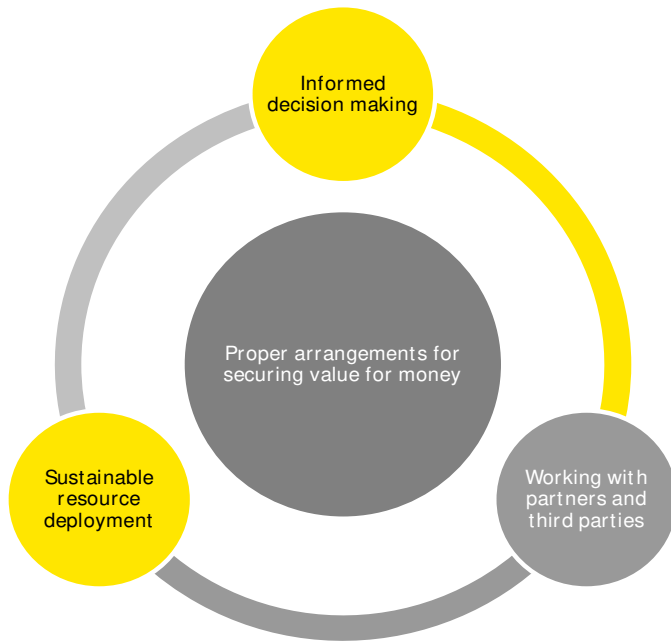 Informed
decision making
Proper arrangements for
securing value for money
Sustainable
resource
deployment
Working with
partners and
third parties